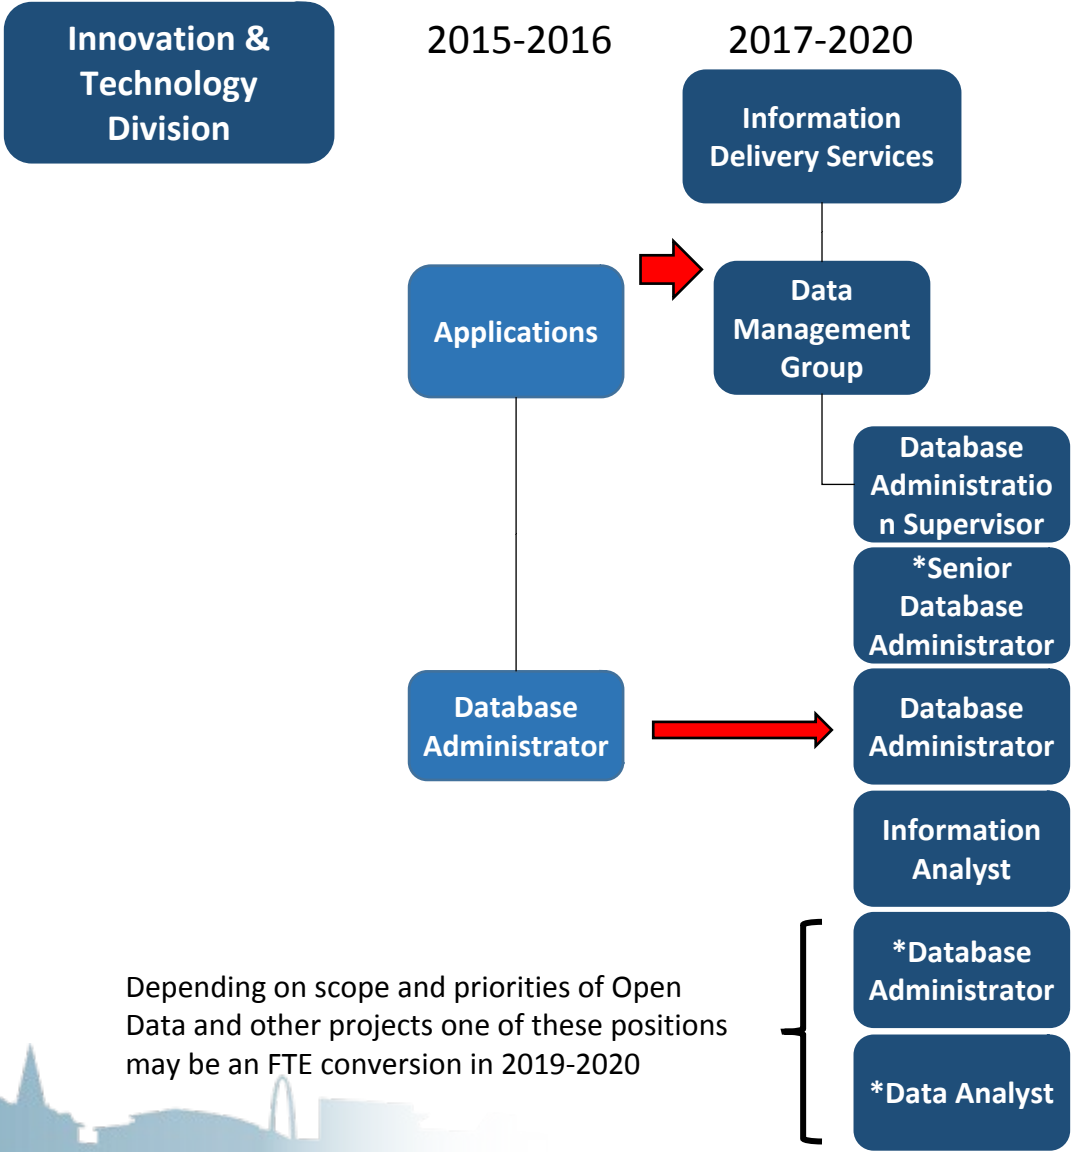 Innovation &
Technology
Division
2015-2016
2017-2020
Information
Delivery Services
Applications
Data
Management
Group
Database
Administratio
n Supervisor
*Senior
Database
Administrator
Database
Administrator
Database
Administrator
Information
Analyst
*Database
Administrator
*Data Analyst
Depending on scope and priorities of Open
Data and other projects one of these positions
may be an FTE conversion in 2019-2020